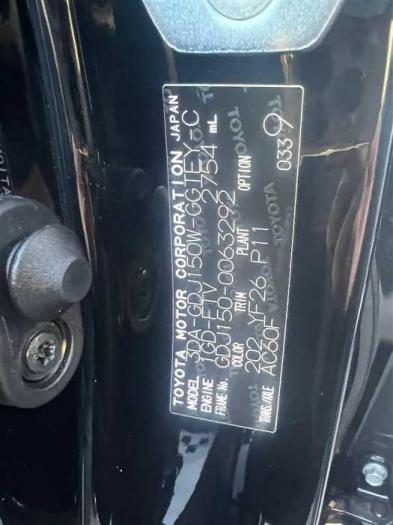 TOYOTA MOTOR CORPORATION JAPAN
MODEL 3DA-GDJ150W-GGTEY-C
ENGINE 1GD-FTV 2754 mL
FRAME No. GDJ150-0063292
COLOR TRIM PLANT OPTION
202 YF26 P11 0339
TRANS./AXLE AC60F